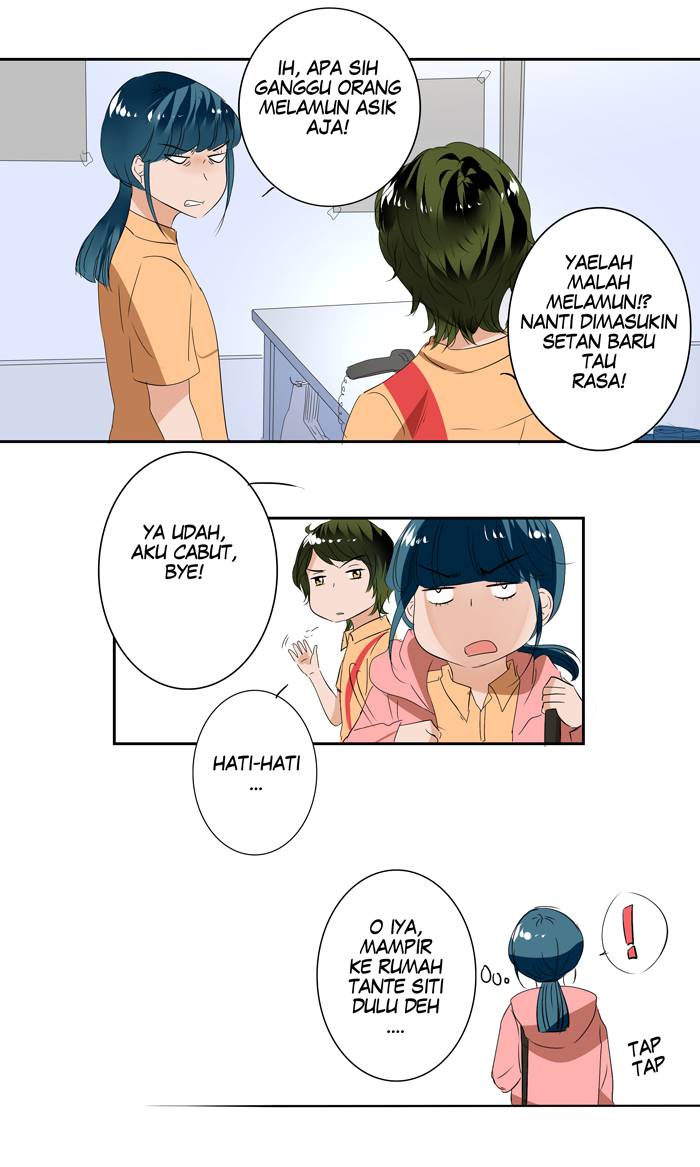 IH, APA SIH
GANGGU ORANG
MELAMUN ASIK
AJA!
YAELAH
MALAH
MELAMUN!?
NANTI DIMASUKIN
SETAN BARU
TAU
RASA!
YA UDAH,
AKU CABUT,
BYE!
HATI-HATI
...
O IYA,
MAMPIR
KE RUMAH
TANTE SITI
DULU DEH
....
!
TAP
TAP